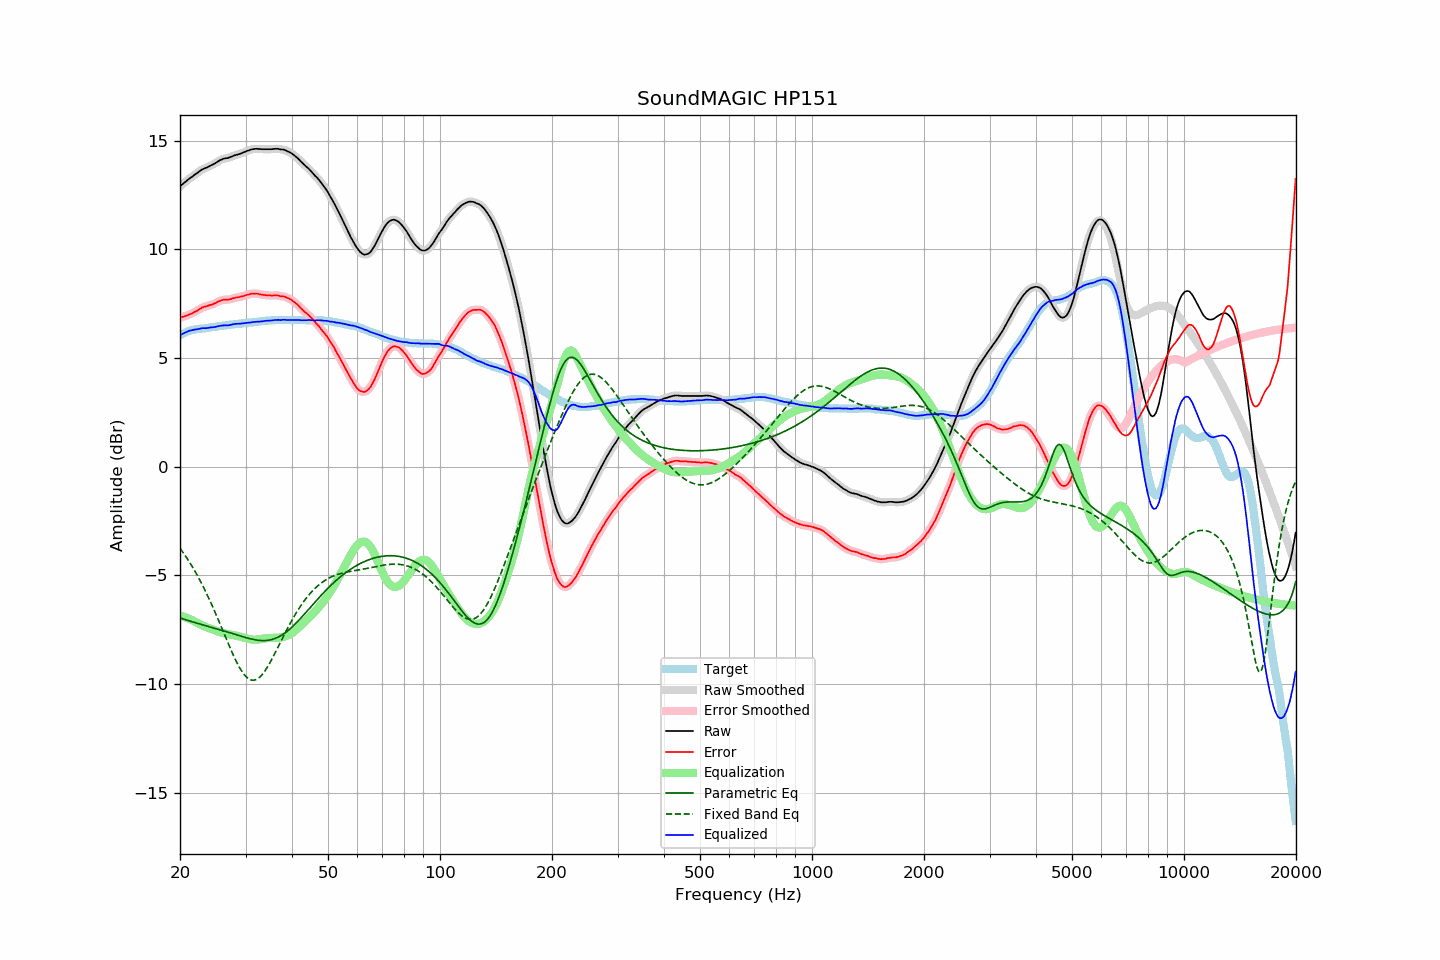 SoundMAGIC HP151
15
10
5
0
−5
−10
−15
Amplitude (dBr)
Target
Raw Smoothed
Error Smoothed
Raw
Error
Equalization
Parametric Eq
Fixed Band Eq
Equalized
20 50 100 200 500 1000 2000 5000 10000 20000
Frequency (Hz)